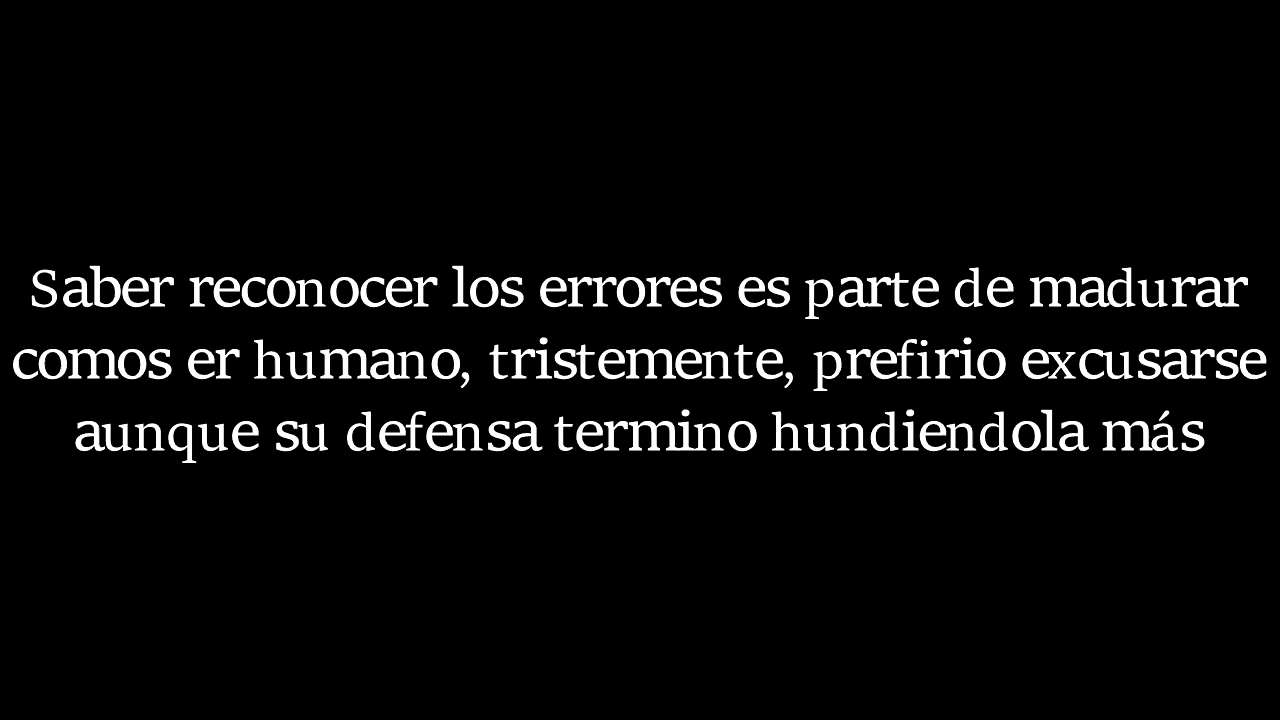 Saber reconocer los errores es parte de madurar
comos er humano, tristemente, prefirio excusarse
aunque su defensa termino hundiendola más